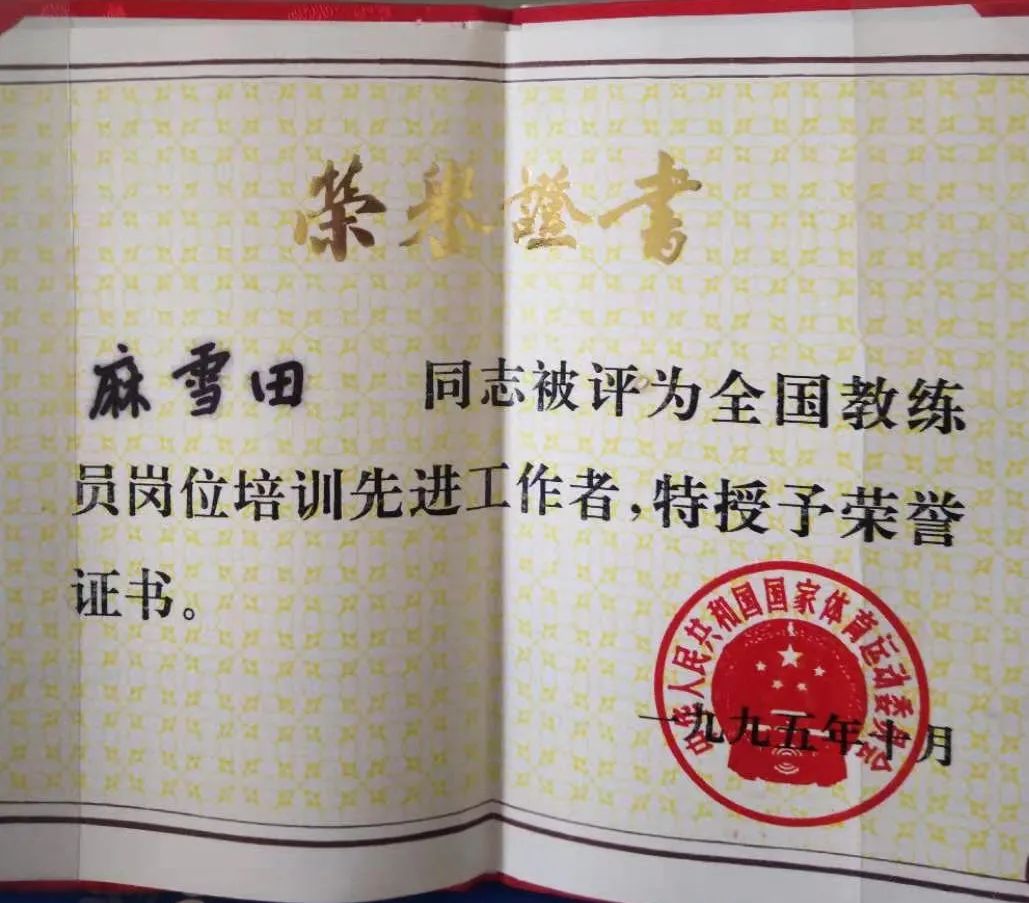 榮譽證書
麻雪田 同志被评为全国教练
员岗位培训先进工作者,特授予荣誉
证书。
中华人民共和国国家体育运动委员会
一九九五年十月